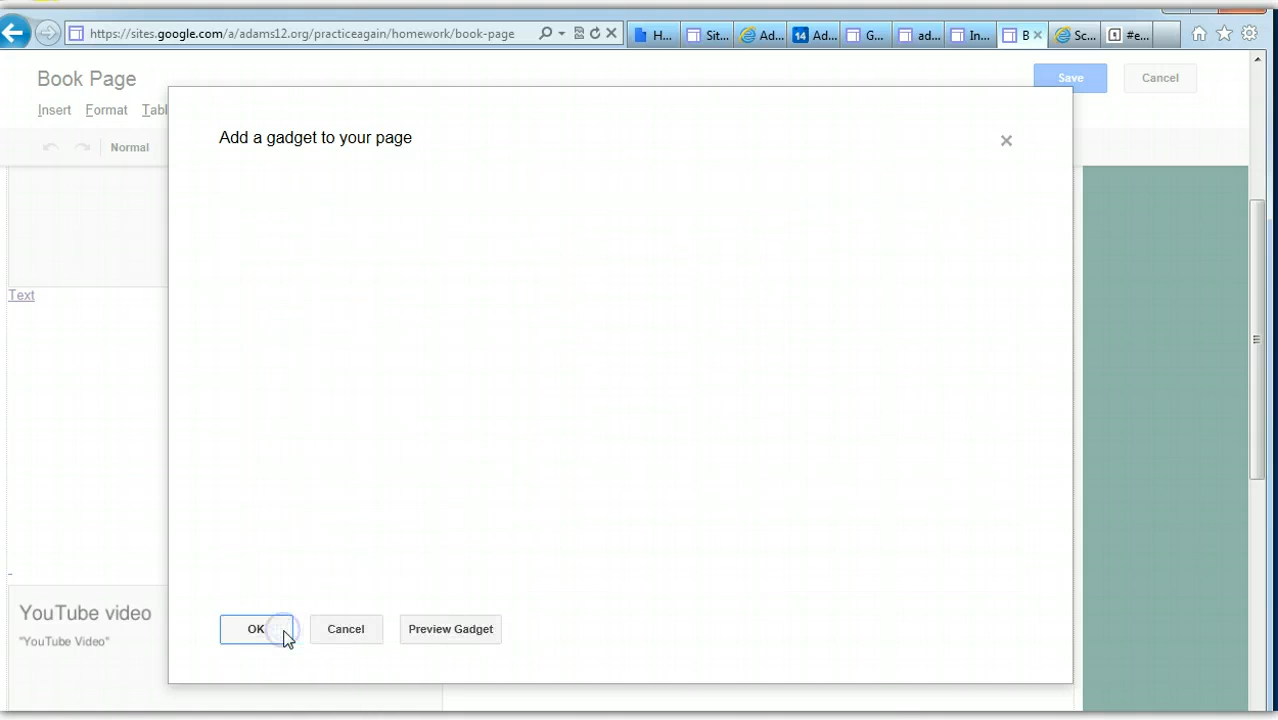 https://sites.google.com/a/adams12.org/practiceagain/homework/book-page
H...
Sit...
Ad...
14 Ad...
G...
ad...
In...
B
Sc...
#e...
Book Page
Save
Cancel
Insert
Format
Tabl
Normal
Add a gadget to your page
Text
YouTube video
"YouTube Video"
OK
Cancel
Preview Gadget